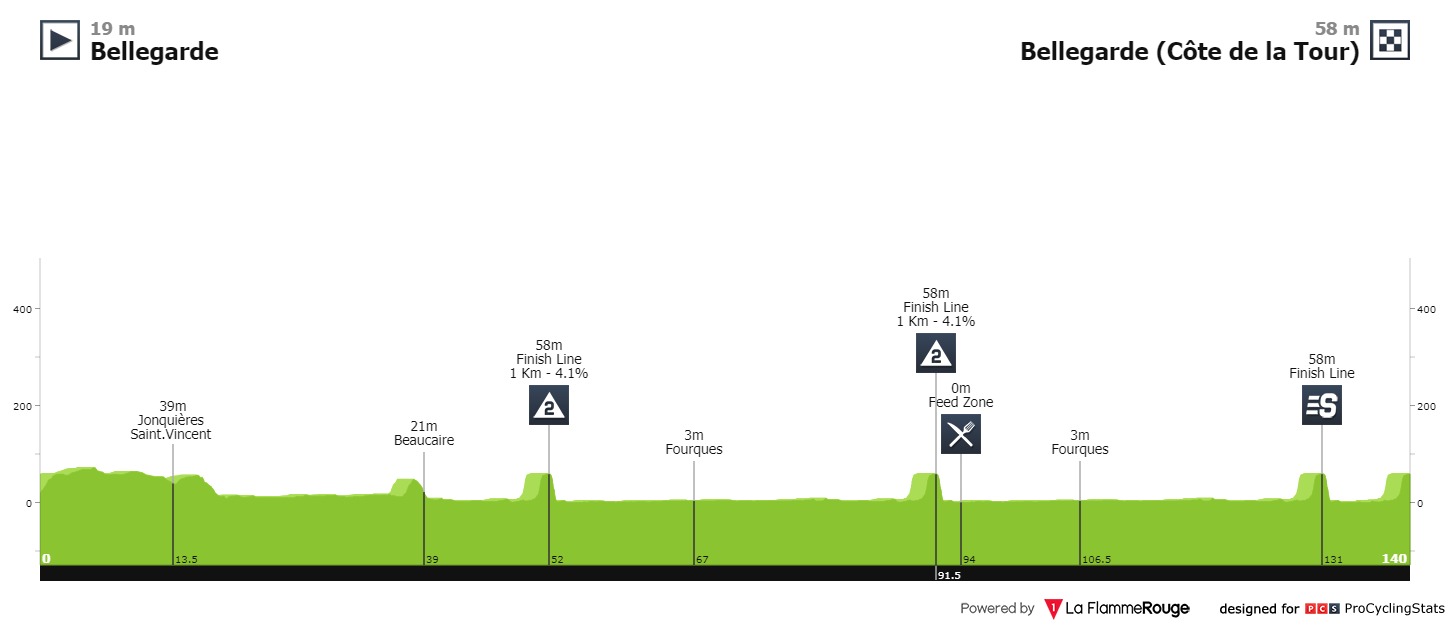 19 m
Bellegarde
58 m
Bellegarde (Côte de la Tour)
400
200
0
39m
Jonquières
Saint.Vincent
21m
Beaucaire
58m
Finish Line
1 Km - 4.1%
2
3m
Fourques
58m
Finish Line
1 Km - 4.1%
2
0m
Feed Zone
3m
Fourques
58m
Finish Line
S
400
200
0
0
13.5
39
52
67
91.5
94
106.5
131
140
Powered by 1 La FlammeRouge designed for PCS ProCyclingStats